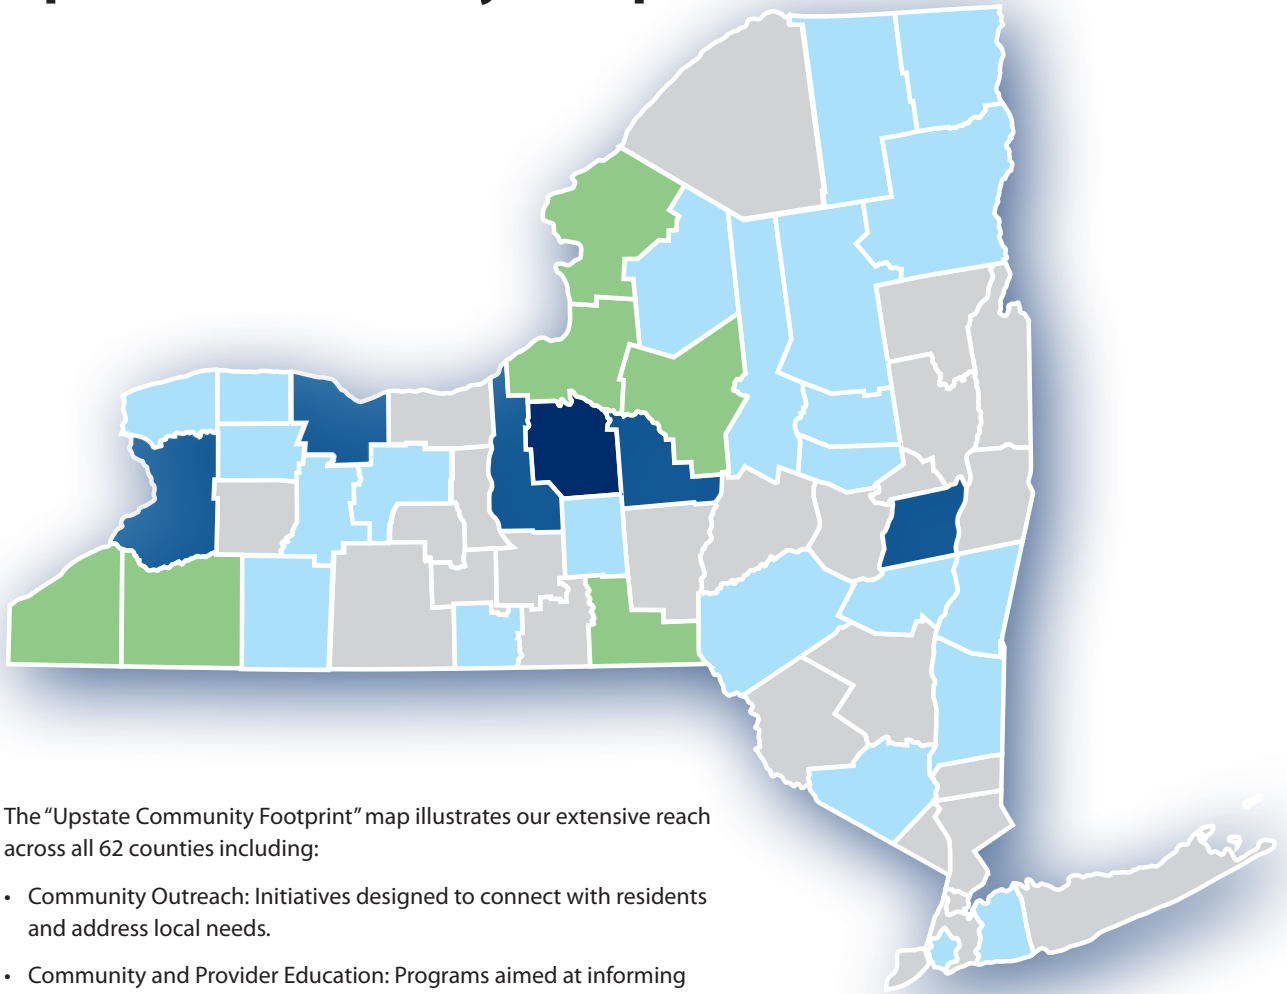 The “Upstate Community Footprint” map illustrates our extensive reach
across all 62 counties including:
• Community Outreach: Initiatives designed to connect with residents
and address local needs.
• Community and Provider Education: Programs aimed at informing